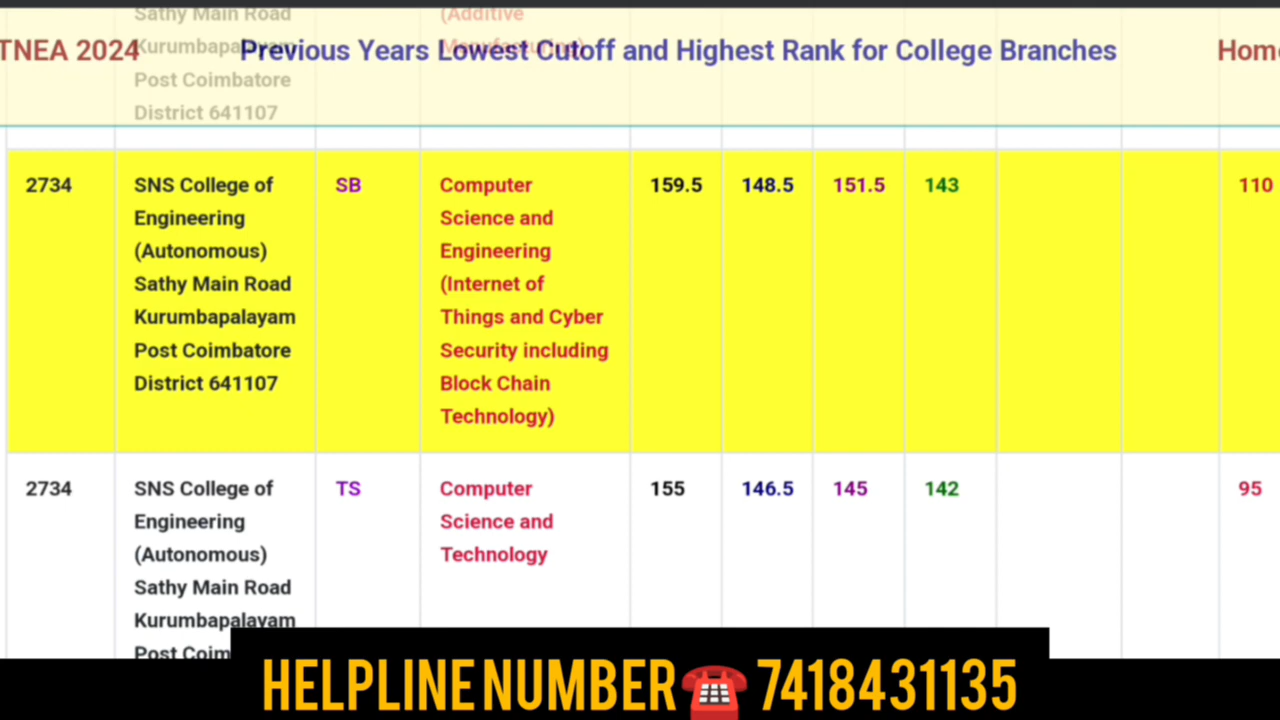 Sathy Main Road (Additive
TNEA 2024 Previous Years Lowest Cutoff and Highest Rank for College Branches
Kurumbapalayam Manufacturing)
Post Coimbatore
District 641107
2734 SNS College of SB Computer 159.5 148.5 151.5 143 110
Engineering Science and
(Autonomous) Engineering
Sathy Main Road (Internet of
Kurumbapalayam Things and Cyber
Post Coimbatore Security including
District 641107 Block Chain
Technology)
2734 SNS College of TS Computer 155 146.5 145 142 95
Engineering Science and
(Autonomous) Technology
Sathy Main Road
Kurumbapalayam
Post
HELPLINE NUMBER ☎ 7418431135